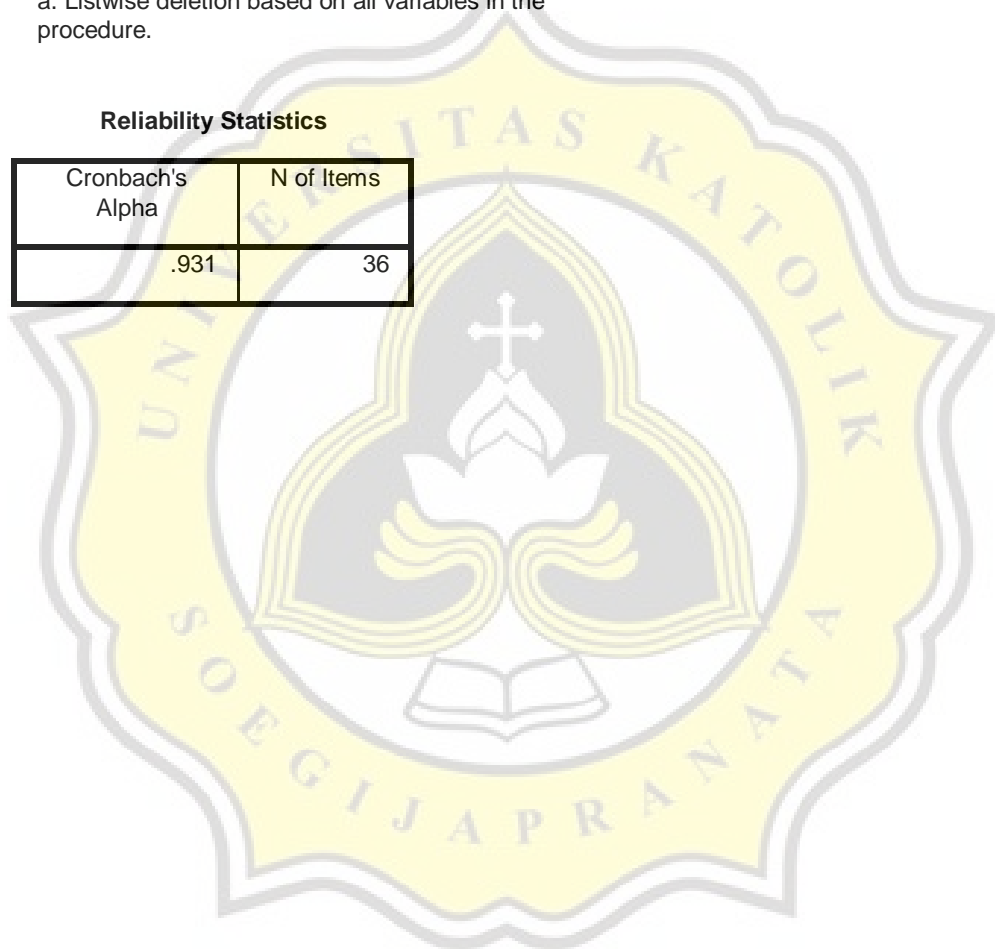 a. Listwise deletion based on all variables in the
procedure.
Reliability Statistics
Cronbach's
Alpha
N of Items
.931
36
UNIVERSITAS KATOLIK
SOEGIJAPRANATA